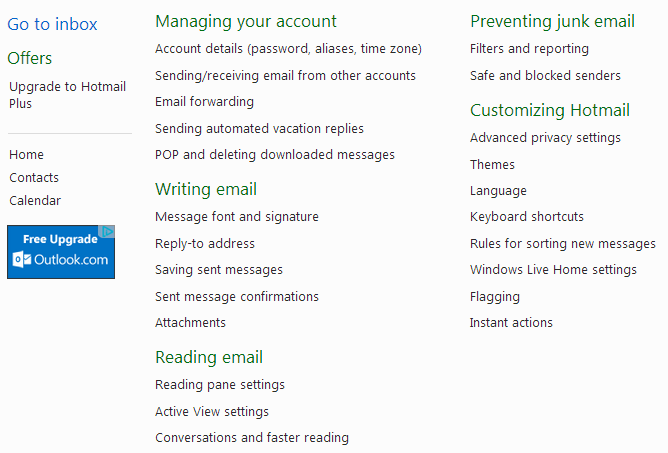 Go to inbox
Offers
Upgrade to Hotmail
Plus
Home
Contacts
Calendar
Free Upgrade
Outlook.com
Managing your account
Account details (password, aliases, time zone)
Sending/receiving email from other accounts
Email forwarding
Sending automated vacation replies
POP and deleting downloaded messages
Writing email
Message font and signature
Reply-to address
Saving sent messages
Sent message confirmations
Attachments
Reading email
Reading pane settings
Active View settings
Conversations and faster reading
Preventing junk email
Filters and reporting
Safe and blocked senders
Customizing Hotmail
Advanced privacy settings
Themes
Language
Keyboard shortcuts
Rules for sorting new messages
Windows Live Home settings
Flagging
Instant actions